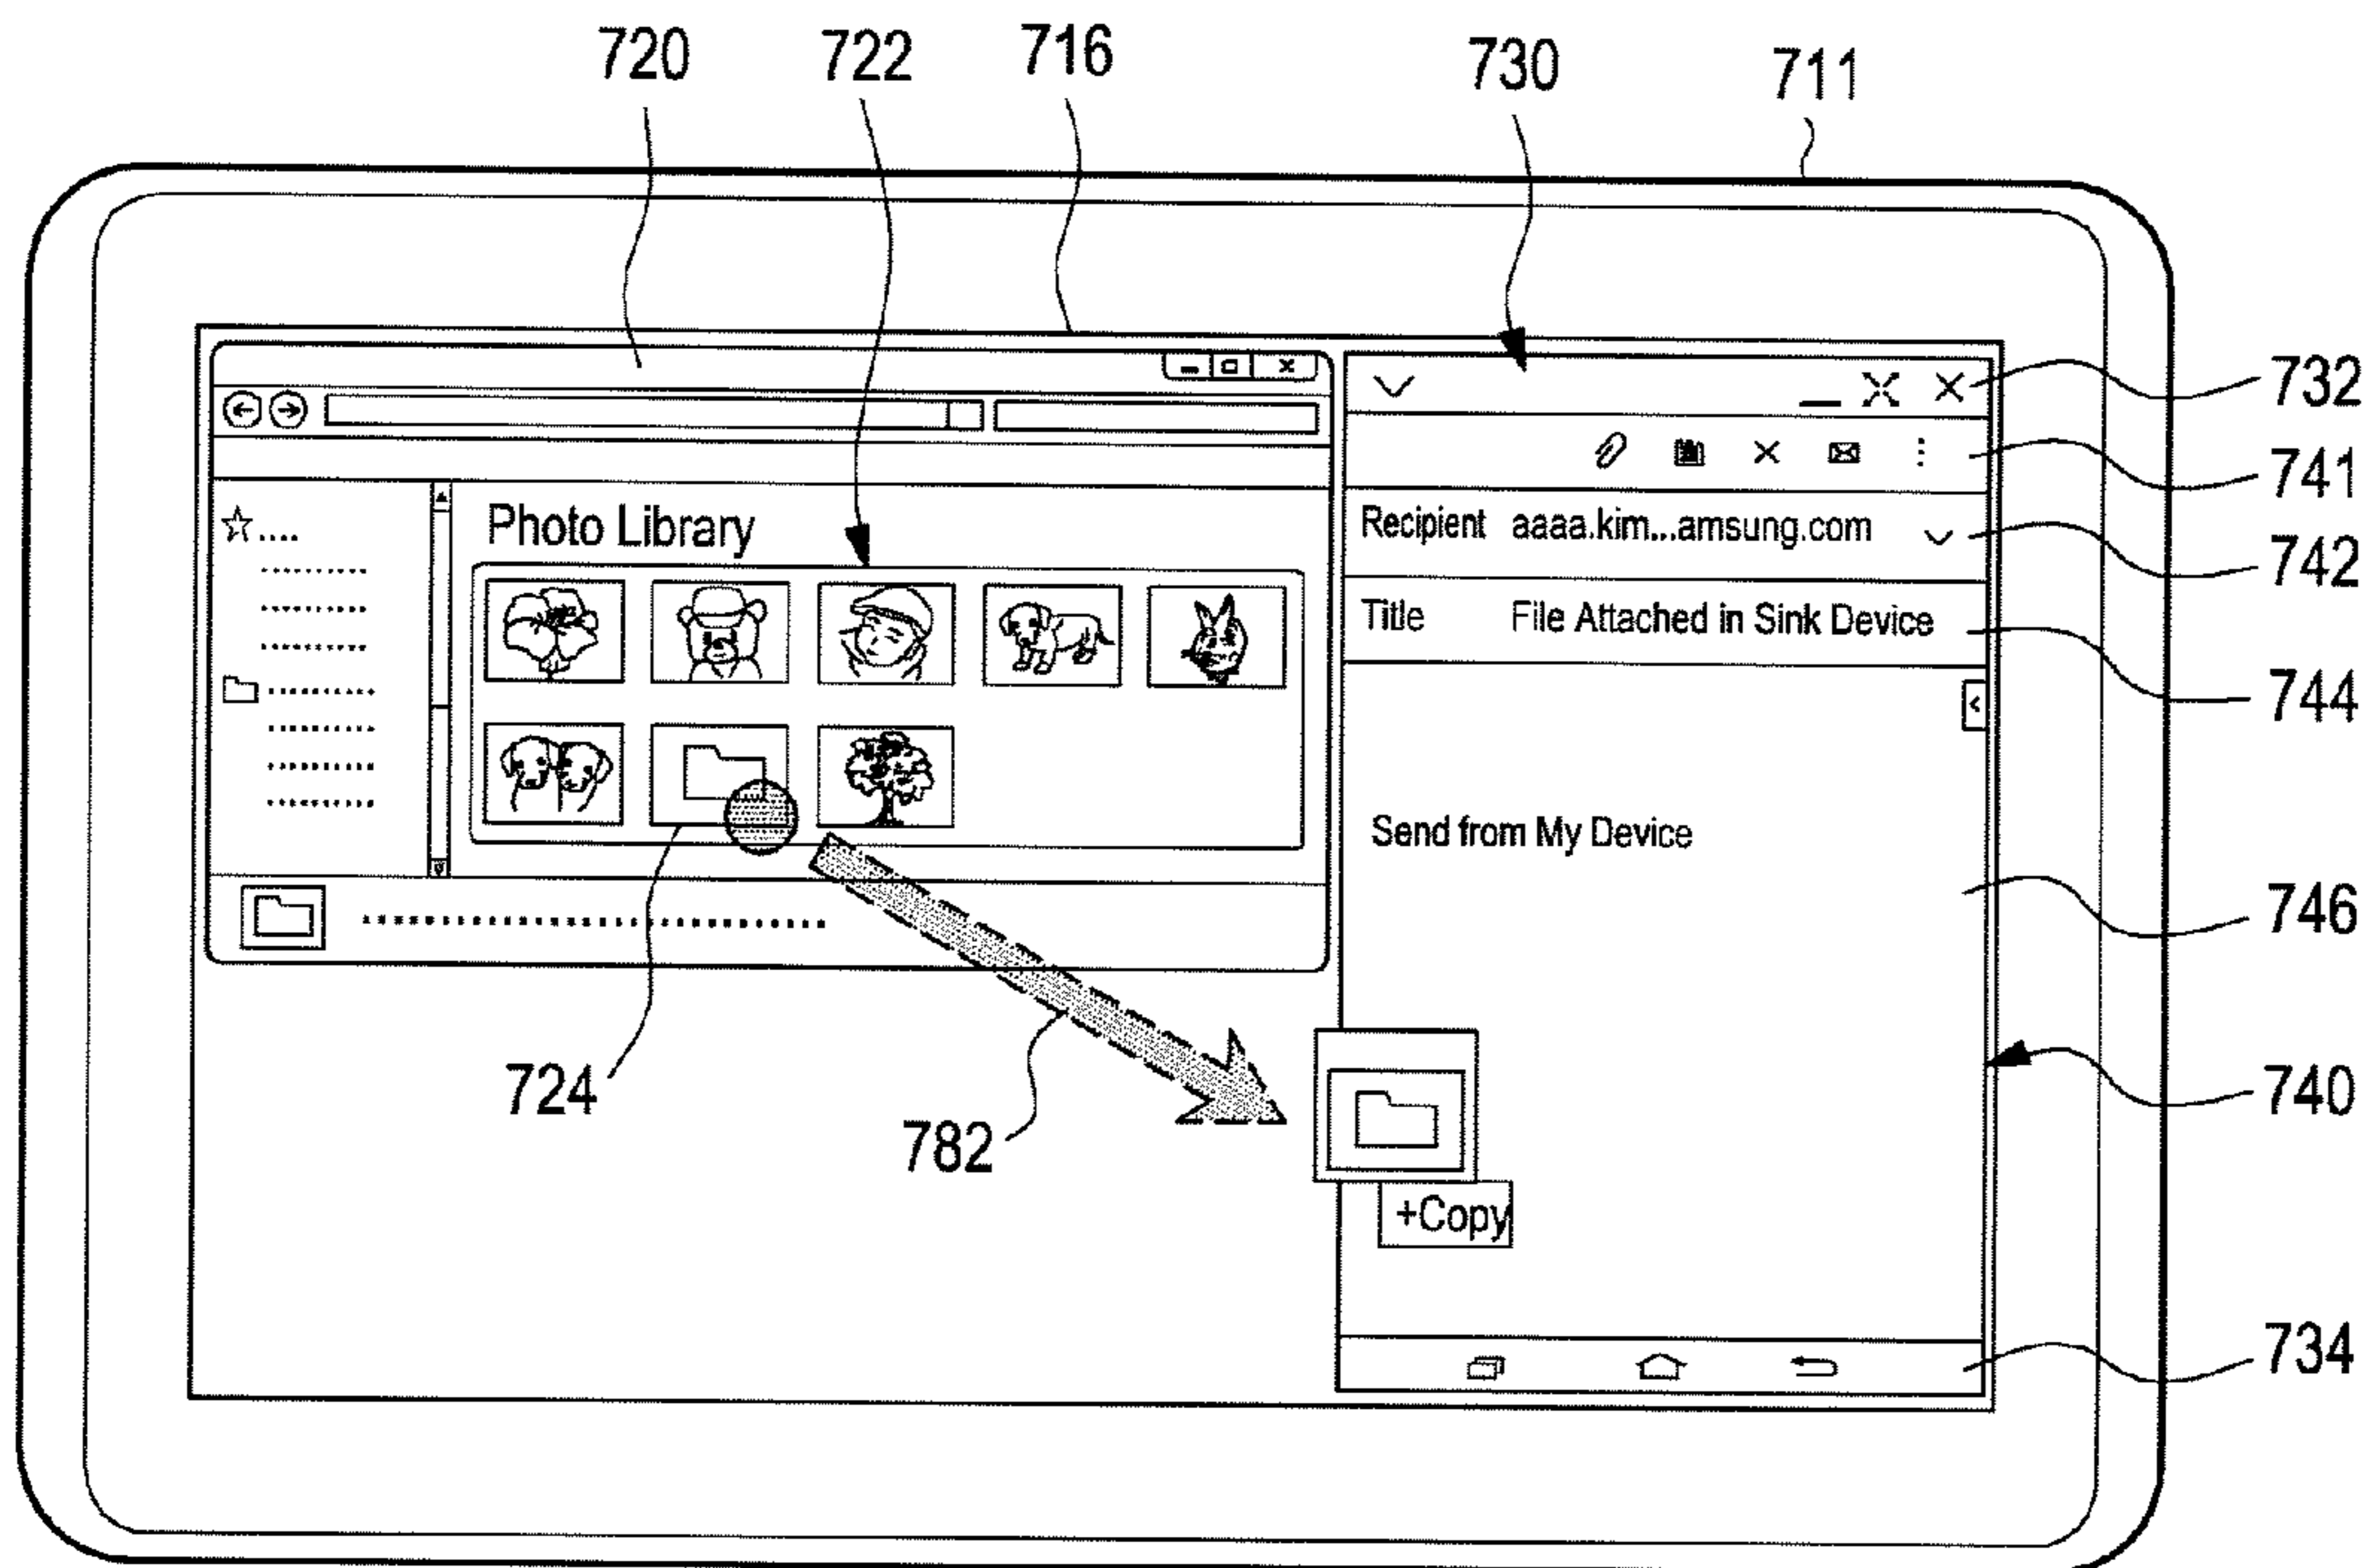 720 722 716 730 711
732
741
Photo Library
Recipient aaaa.kim...amsung.com
742
Title File Attached in Sink Device
744
Send from My Device
746
724
782
740
+Copy
734